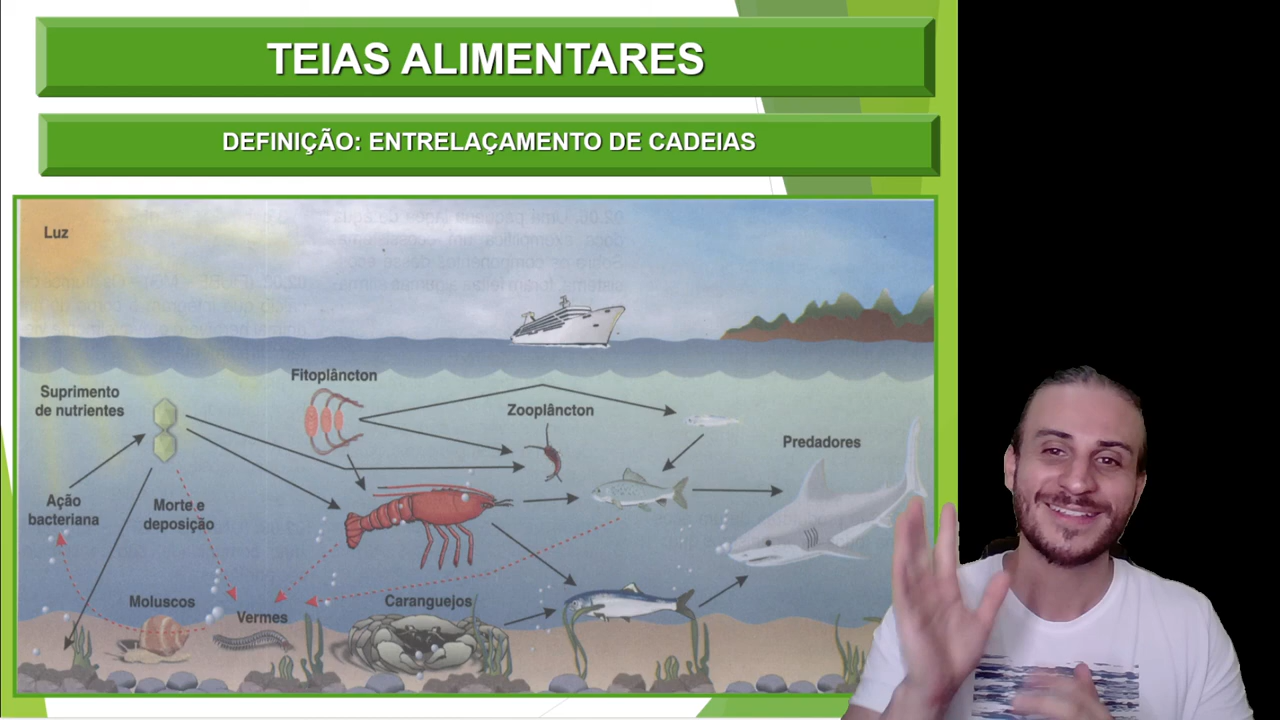 TEIAS ALIMENTARES
DEFINIÇÃO: ENTRELAÇAMENTO DE CADEIAS
Luz
Fitoplâncton
Suprimento
de nutrientes
Zooplâncton
Predadores
Ação
bacteriana
Morte e
deposição
Moluscos
Vermes
Caranguejos